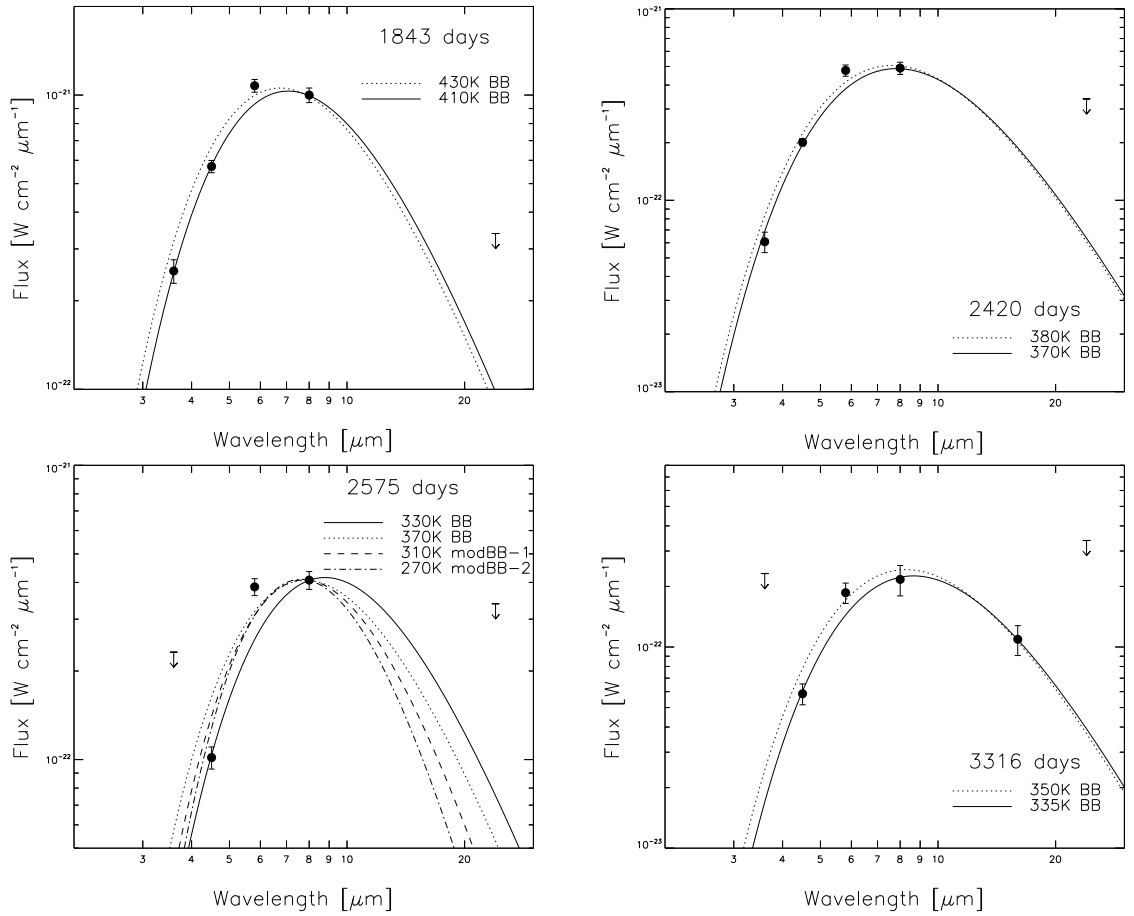 1843 days
430K BB
410K BB
10⁻²¹
10⁻²²
Flux [W cm⁻² μm⁻¹]
3 4 5 6 7 8 9 10 20
Wavelength [μm]
10⁻²¹
10⁻²²
10⁻²³
Flux [W cm⁻² μm⁻¹]
2420 days
380K BB
370K BB
3 4 5 6 7 8 9 10 20
Wavelength [μm]
10⁻²¹
2575 days
330K BB
370K BB
310K modBB-1
270K modBB-2
10⁻²²
Flux [W cm⁻² μm⁻¹]
3 4 5 6 7 8 9 10 20
Wavelength [μm]
10⁻²²
10⁻²³
Flux [W cm⁻² μm⁻¹]
3316 days
350K BB
335K BB
3 4 5 6 7 8 9 10 20
Wavelength [μm]